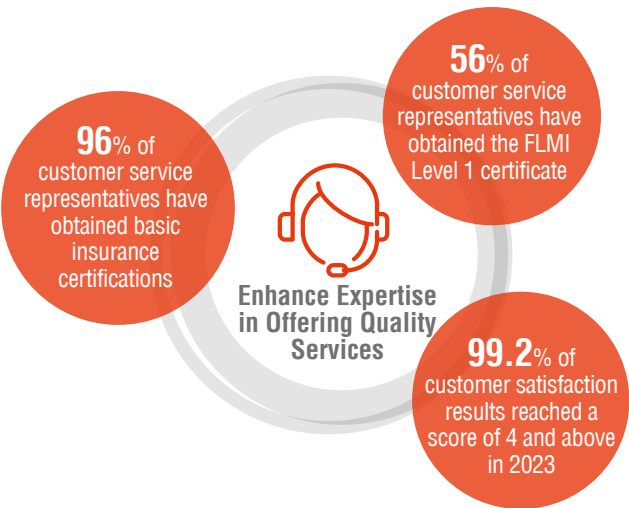 56% of
customer service
representatives have
obtained the FLMI
Level 1 certificate
96% of
customer service
representatives have
obtained basic
insurance
certifications
Enhance Expertise
in Offering Quality
Services
99.2% of
customer satisfaction
results reached a
score of 4 and above
in 2023